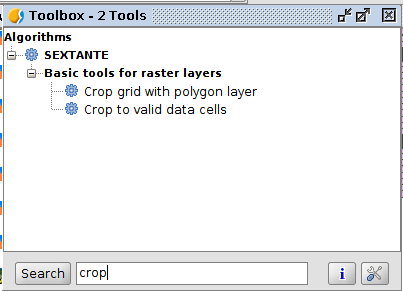 Toolbox - 2 Tools
Algorithms
SEXTANTE
Basic tools for raster layers
Crop grid with polygon layer
Crop to valid data cells
Search crop
i